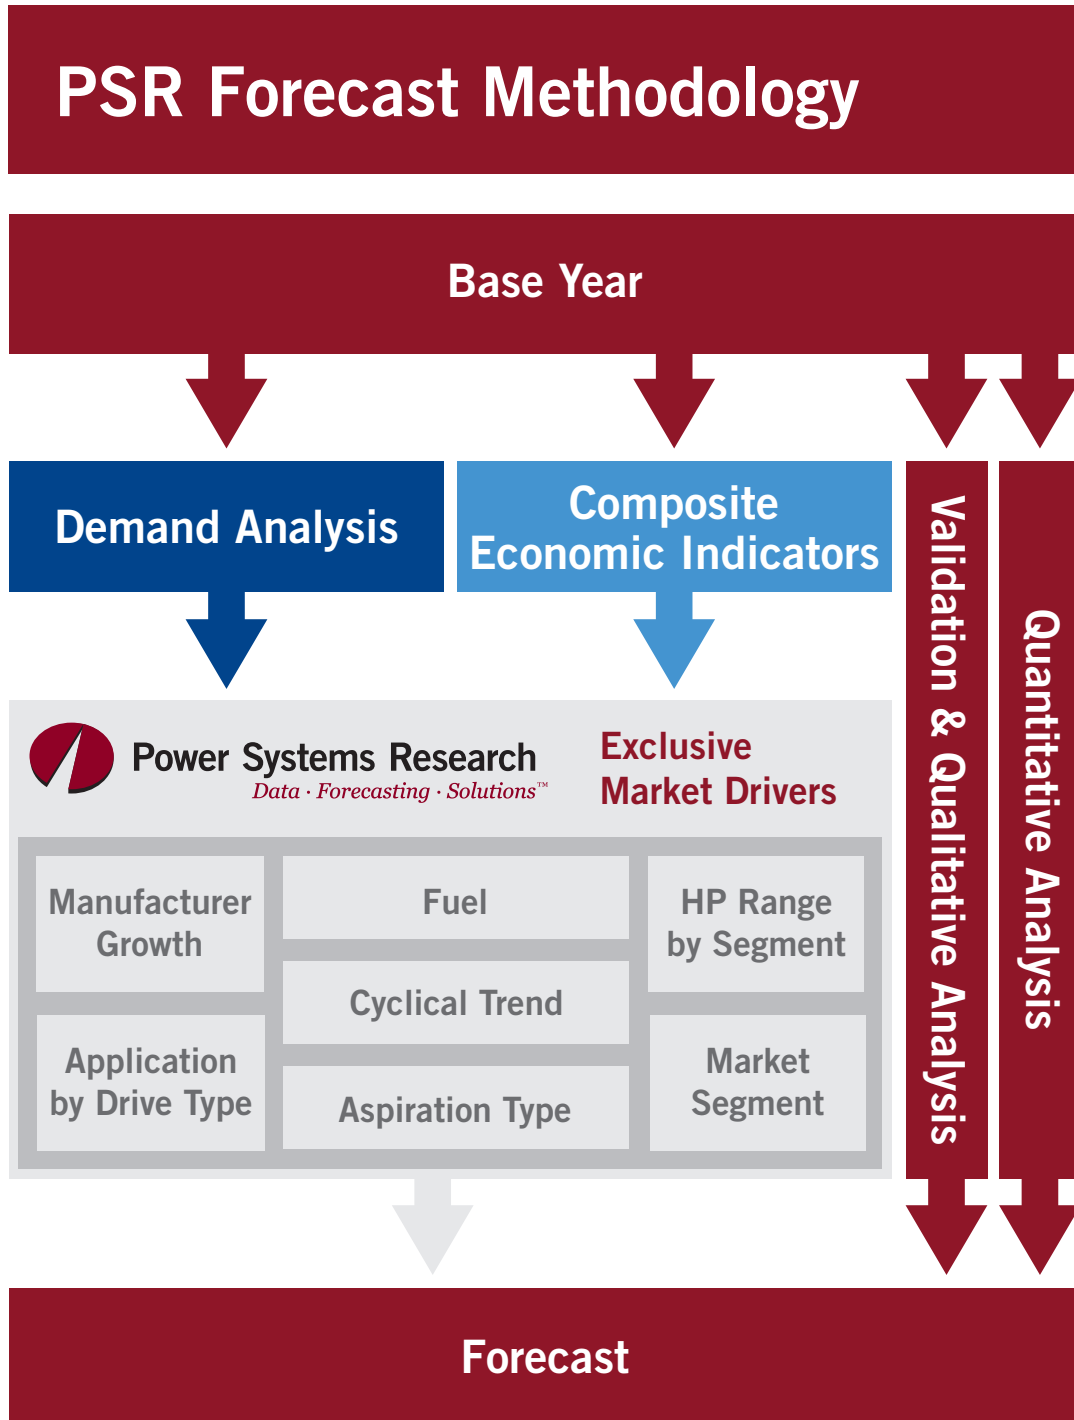 PSR Forecast Methodology
Base Year
Demand Analysis
Composite
Economic Indicators
Validation & Qualitative Analysis
Quantitative Analysis
Power Systems Research
Data · Forecasting · Solutions™
Exclusive
Market Drivers
Manufacturer
Growth
Fuel
HP Range
by Segment
Cyclical Trend
Application
by Drive Type
Aspiration Type
Market
Segment
Forecast